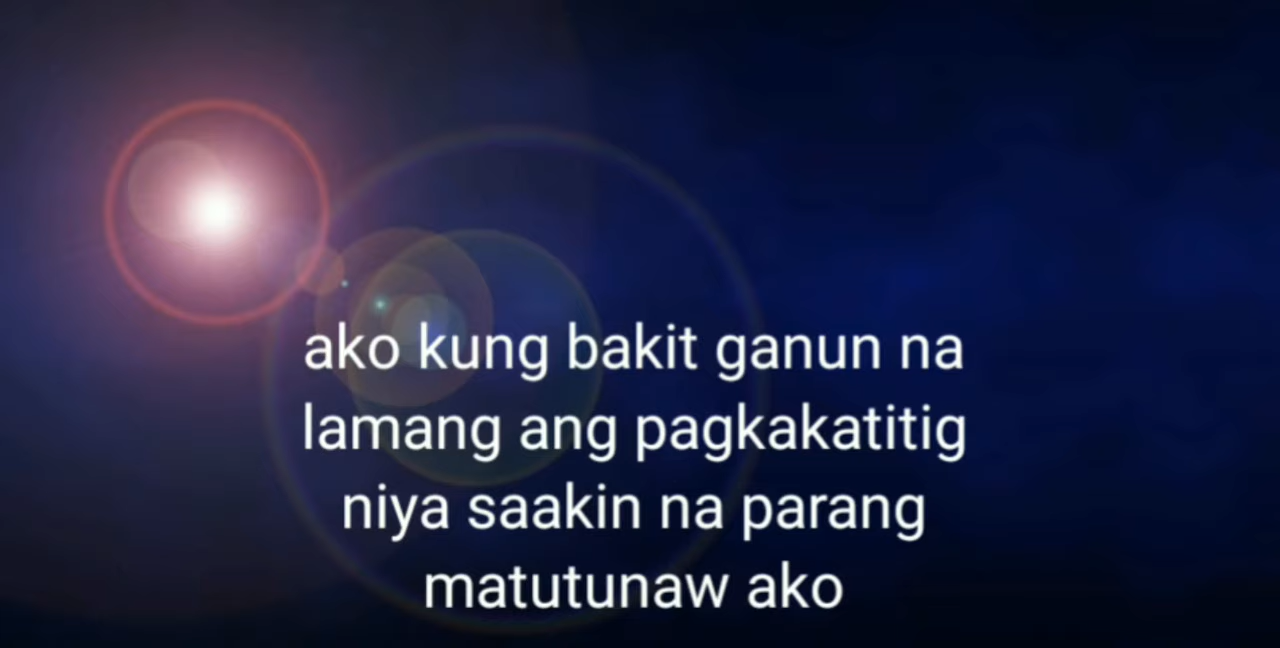 ako kung bakit ganun na
lamang ang pagkakatitig
niya saakin na parang
matutunaw ako